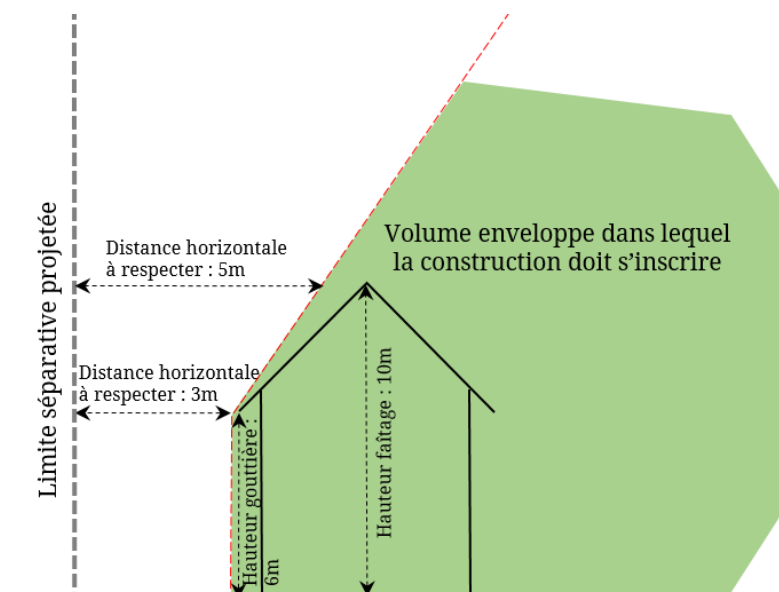 Limite séparative projetée
Distance horizontale
à respecter : 5m
Volume enveloppe dans lequel
la construction doit s’inscrire
Distance horizontale
à respecter : 3m
Hauteur gouttière :
6m
Hauteur faîtage : 10m